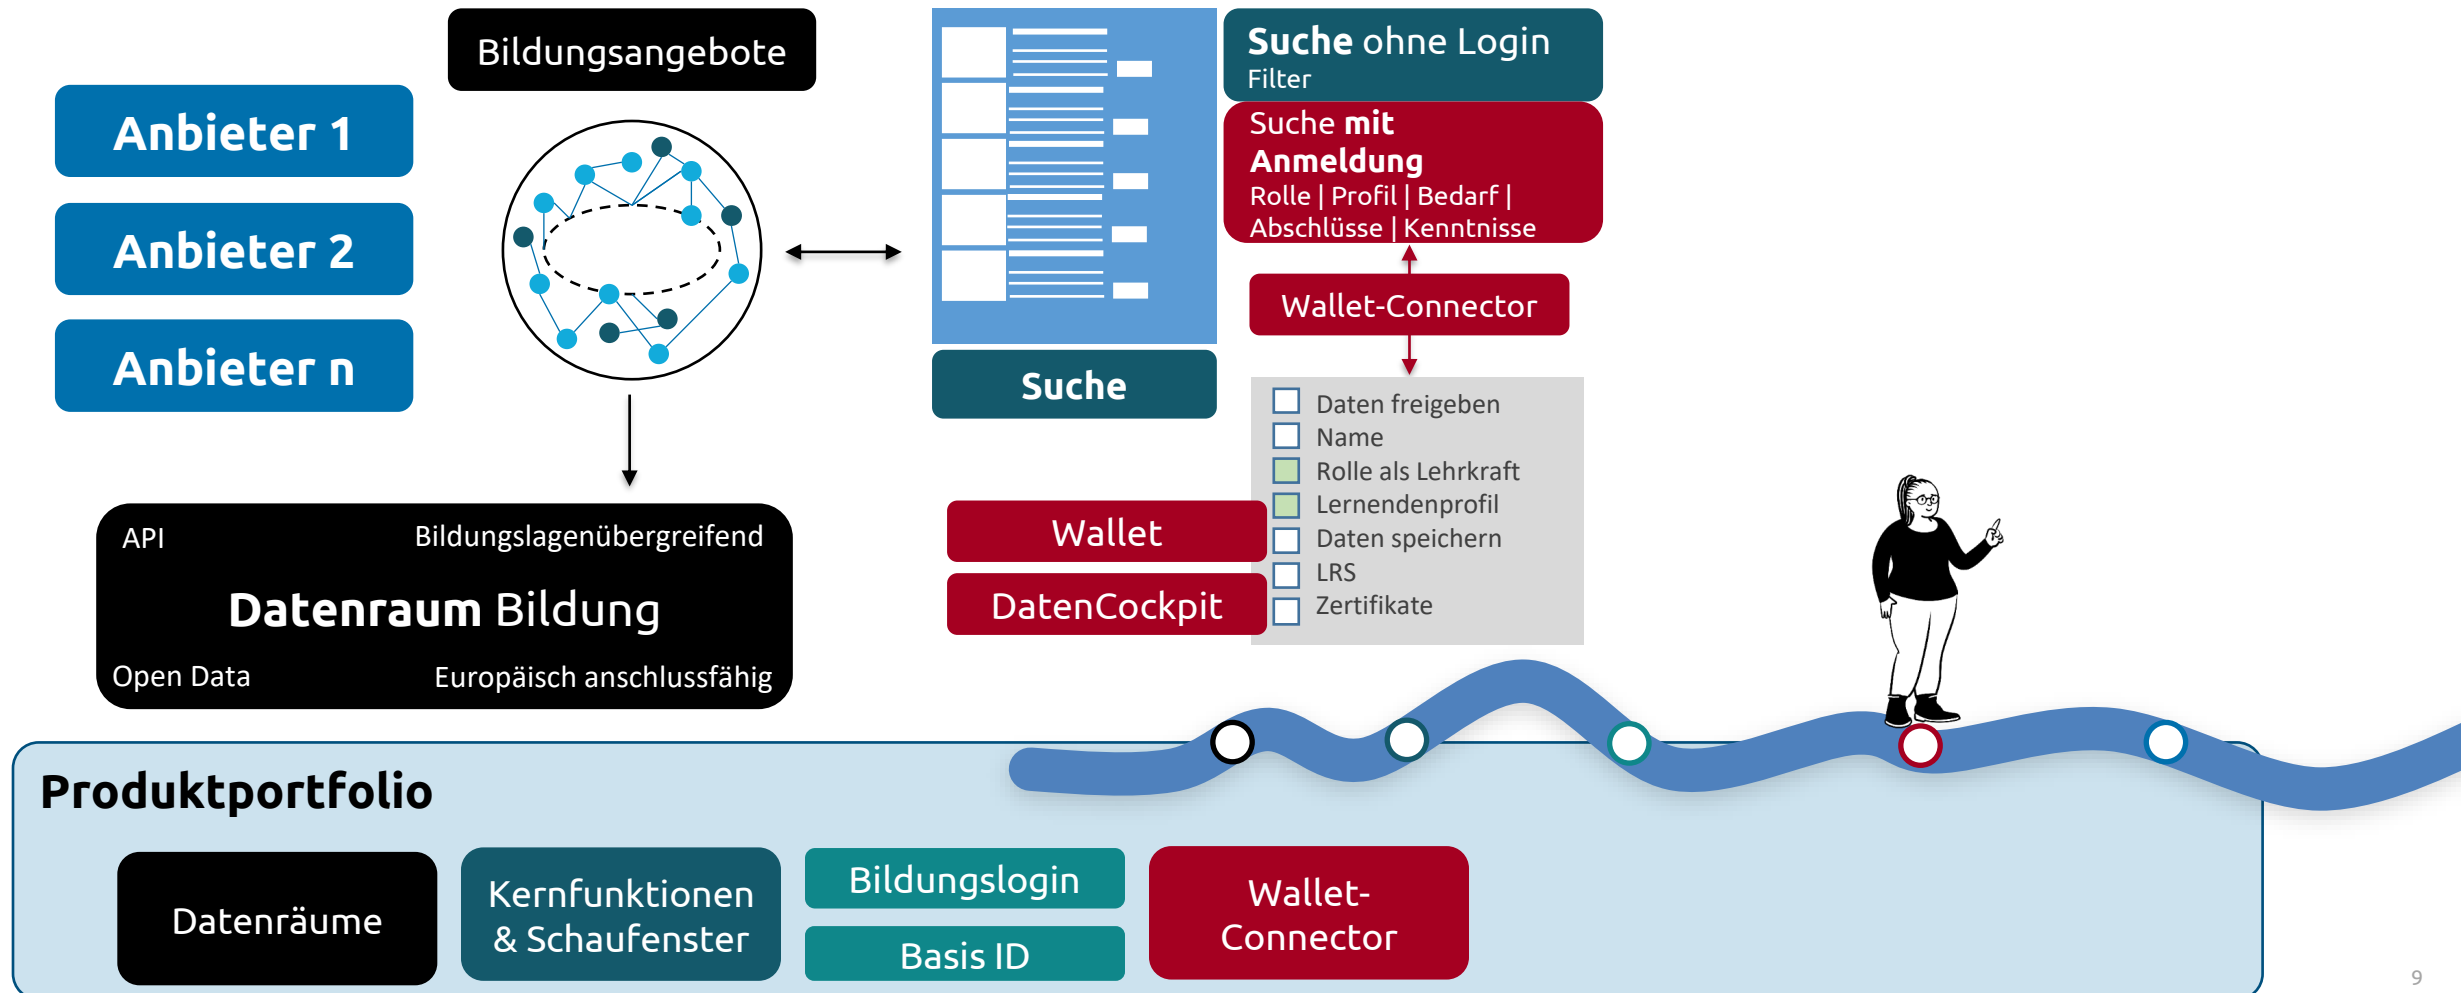 Bildungsangebote
Anbieter 1
Anbieter 2
Anbieter n
Suche ohne Login
Filter
Suche mit
Anmeldung
Rolle | Profil | Bedarf |
Abschlüsse | Kenntnisse
Wallet-Connector
Suche
Daten freigeben
Name
Rolle als Lehrkraft
Lernendenprofil
Daten speichern
LRS
Zertifikate
Wallet
DatenCockpit
API
Bildungslagenübergreifend
Datenraum Bildung
Open Data
Europäisch anschlussfähig
Produktportfolio
Datenräume
Kernfunktionen
& Schaufenster
Bildungslogin
Basis ID
Wallet-
Connector
9